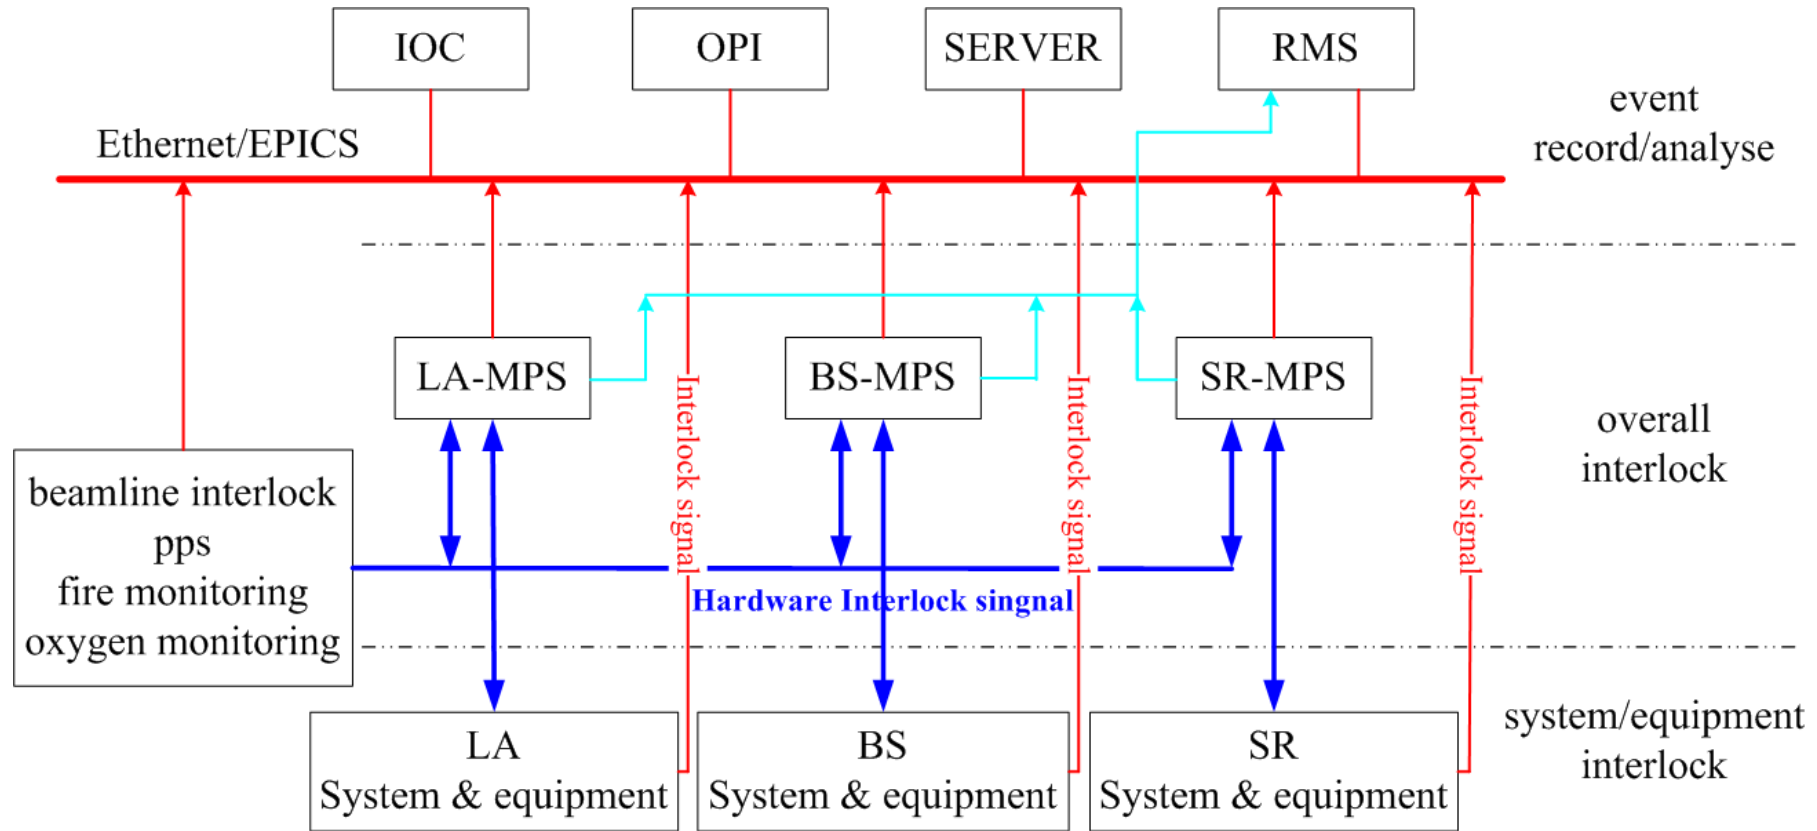 IOC
OPI
SERVER
RMS
event
record/analyse
Ethernet/EPICS
LA-MPS
BS-MPS
SR-MPS
Interlock signal
Interlock signal
Interlock signal
overall
interlock
beamline interlock
pps
fire monitoring
oxygen monitoring
Hardware Interlock singnal
LA
System & equipment
BS
System & equipment
SR
System & equipment
system/equipment
interlock